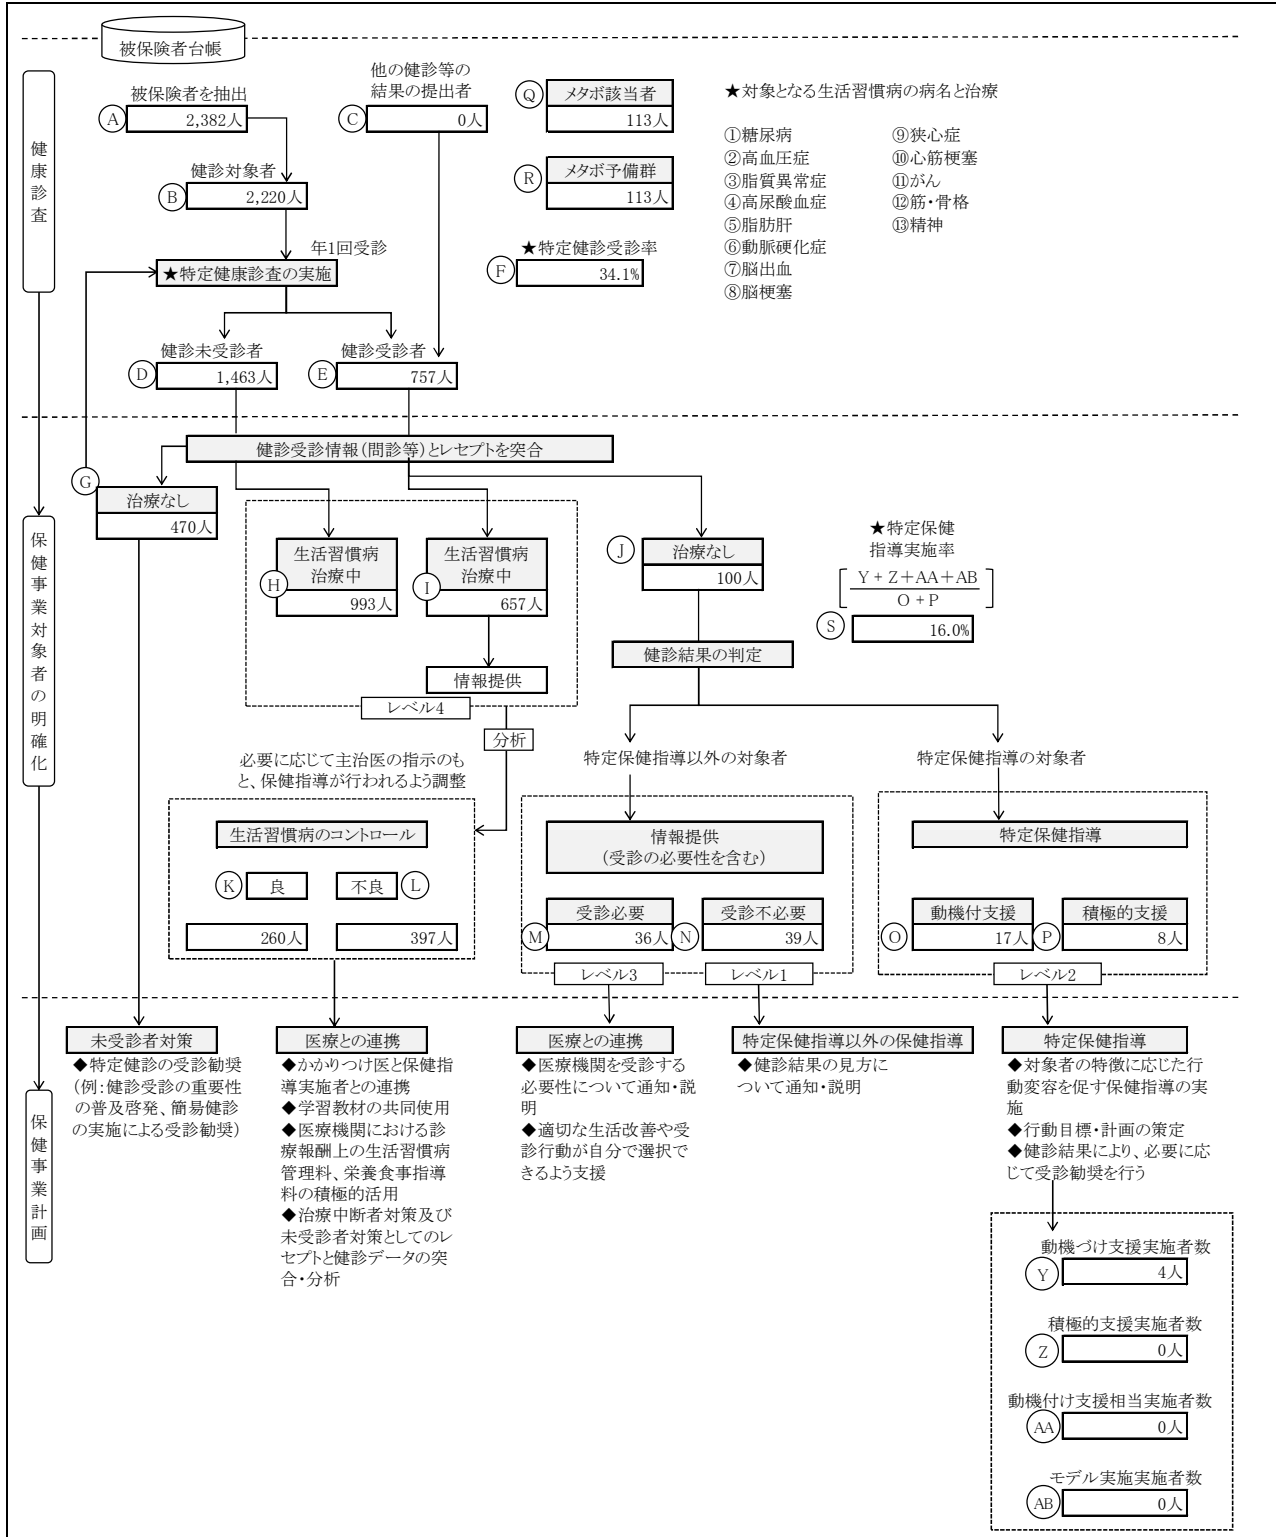 被保険者台帳
健康診査
被保険者を抽出
A
2,382人
他の健診等の
結果の提出者
C
0人
Q
メタボ該当者
113人
★対象となる生活習慣病の病名と治療
①糖尿病
②高血圧症
③脂質異常症
④高尿酸血症
⑤脂肪肝
⑥動脈硬化症
⑦脳出血
⑧脳梗塞
⑨狭心症
⑩心筋梗塞
⑪がん
⑫筋・骨格
⑬精神
健診対象者
B
2,220人
R
メタボ予備群
113人
年1回受診
★特定健康診査の実施
★特定健診受診率
F
34.1%
健診未受診者
D
1,463人
健診受診者
E
757人
保健事業対象者の明確化
健診受診情報(問診等)とレセプトを突合
G
治療なし
470人
生活習慣病
治療中
H
993人
生活習慣病
治療中
I
657人
情報提供
レベル4
J
治療なし
100人
★特定保健
指導実施率
Y+Z+AA+AB
O+P
S
16.0%
健診結果の判定
分析
必要に応じて主治医の指示のも
と、保健指導が行われるよう調整
特定保健指導以外の対象者
特定保健指導の対象者
生活習慣病のコントロール
K
良
不良
L
260人
397人
情報提供
(受診の必要性を含む)
受診必要
M
36人
受診不必要
N
39人
レベル3
レベル1
特定保健指導
動機付支援
O
17人
積極的支援
P
8人
レベル2
保健事業計画
未受診者対策
◆特定健診の受診勧奨
(例:健診受診の重要性
の普及啓発、簡易健診
の実施による受診勧奨)
医療との連携
◆かかりつけ医と保健指
導実施者との連携
◆学習教材の共同使用
◆医療機関における診
療報酬上の生活習慣病
管理料、栄養食事指導
料の積極的活用
◆治療中断者対策及び
未受診者対策としてのレ
セプトと健診データの突
合・分析
医療との連携
◆医療機関を受診する
必要性について通知・説
明
◆適切な生活改善や受
診行動が自分で選択で
きるよう支援
特定保健指導以外の保健指導
◆健診結果の見方に
ついて通知・説明
特定保健指導
◆対象者の特徴に応じた行
動変容を促す保健指導の実
施
◆行動目標・計画の策定
◆健診結果により、必要に応
じて受診勧奨を行う
動機づけ支援実施者数
Y
4人
積極的支援実施者数
Z
0人
動機付け支援相当実施者数
AA
0人
モデル実施実施者数
AB
0人